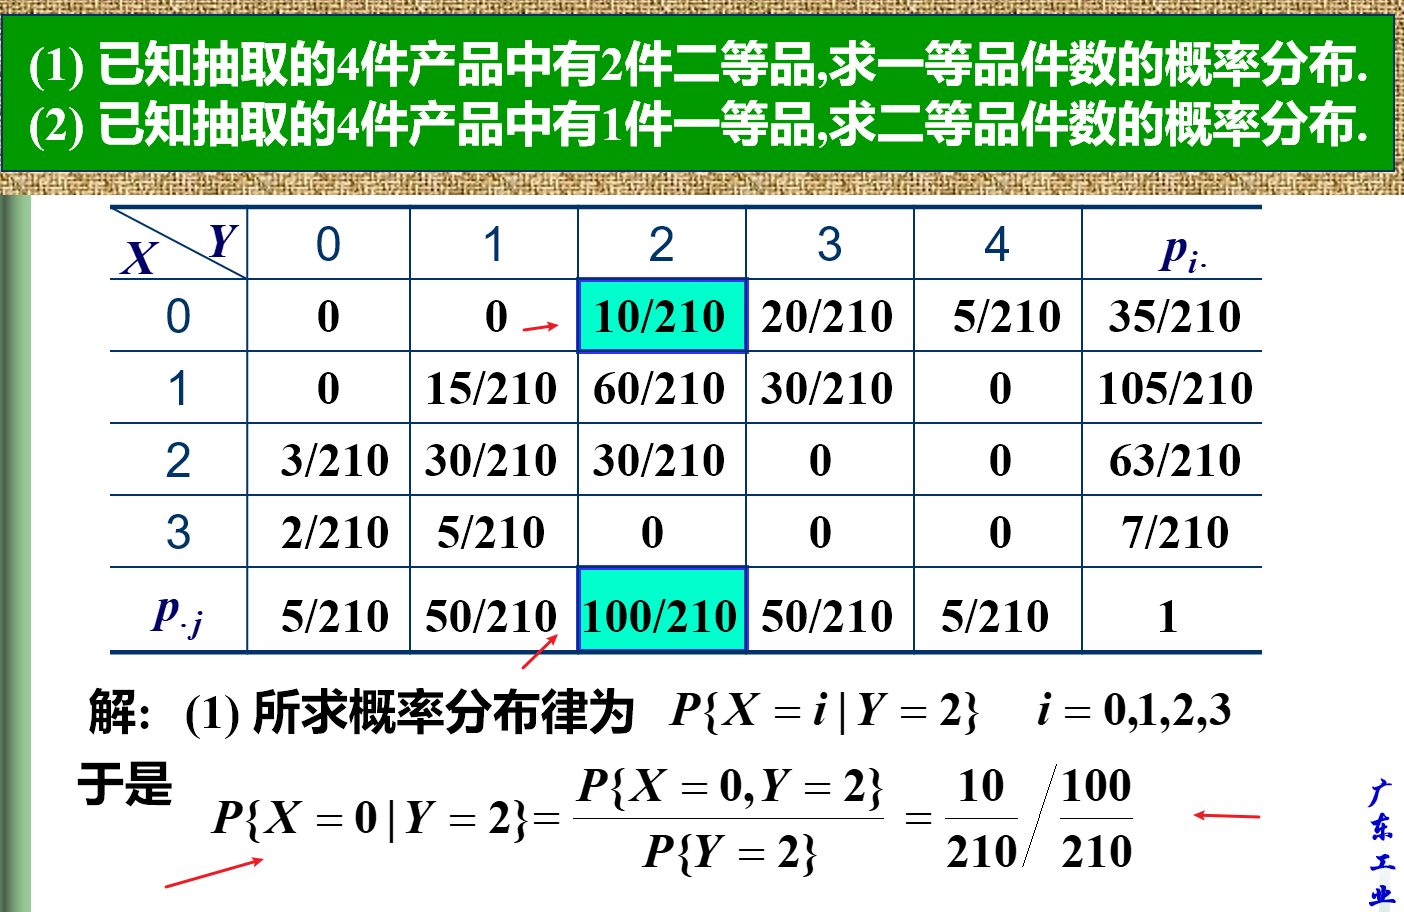 (1) 已知抽取的4件产品中有2件二等品,求一等品件数的概率分布.
(2) 已知抽取的4件产品中有1件一等品,求二等品件数的概率分布.
X Y 0 1 2 3 4 p_{i·}
0 0 0 10/210 20/210 5/210 35/210
1 0 15/210 60/210 30/210 0 105/210
2 3/210 30/210 30/210 0 0 63/210
3 2/210 5/210 0 0 0 7/210
p_{·j} 5/210 50/210 100/210 50/210 5/210 1
解: (1) 所求概率分布律为 P{X = i | Y = 2} i = 0,1,2,3
于是
P{X = 0 | Y = 2} = P{X = 0, Y = 2} / P{Y = 2} = 10/210 / 100/210
广东工业